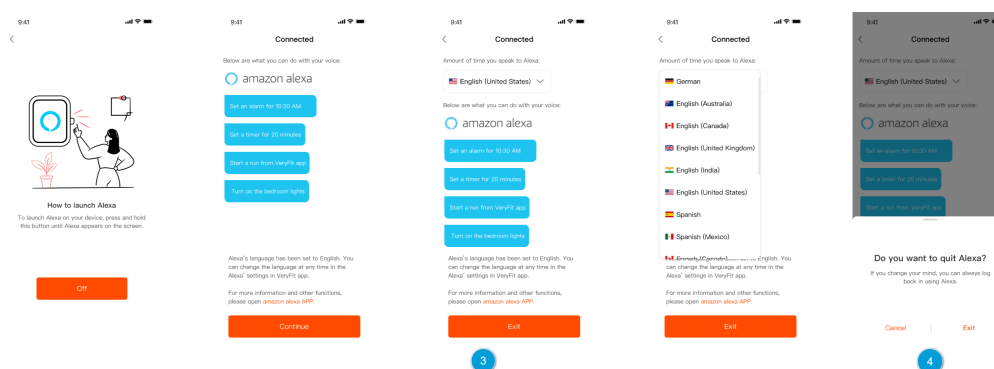 9:41
How to launch Alexa
To launch Alexa on your device, press and hold
this button until Alexa appears on the screen.
Off
9:41
Connected
Below are what you can do with your voice:
amazon alexa
Set an alarm for 10:30 AM
Set a timer for 20 minutes
Start a run from VeryFit app
Turn on the bedroom lights
Alexa's language has been set to English. You
can change the language at any time in the
Alexa' settings in VeryFit app.
For more information and other functions,
please open amazon alexa APP.
Continue
9:41
Connected
Amount of time you speak to Alexa:
English (United States)
Below are what you can do with your voice:
amazon alexa
Set an alarm for 10:30 AM
Set a timer for 20 minutes
Start a run from VeryFit app
Turn on the bedroom lights
Alexa's language has been set to English. You
can change the language at any time in the
Alexa' settings in VeryFit app.
For more information and other functions,
please open amazon alexa APP.
Exit
3
9:41
Connected
Amount of time you speak to Alexa:
German
English (Australia)
English (Canada)
English (United Kingdom)
English (India)
English (United States)
Spanish
Spanish (Mexico)
English. You
can change the language at any time in the
Alexa' settings in VeryFit app.
For more information and other functions,
please open amazon alexa APP.
Exit
9:41
Connected
Amount of time you speak to Alexa:
English (United States)
Below are what you can do with your voice:
amazon alexa
Set an alarm for 10:30 AM
Set a timer for 20 minutes
Start a run from VeryFit app
Do you want to quit Alexa?
If you change your mind, you can always log
back in using Alexa.
Cancel
Exit
4